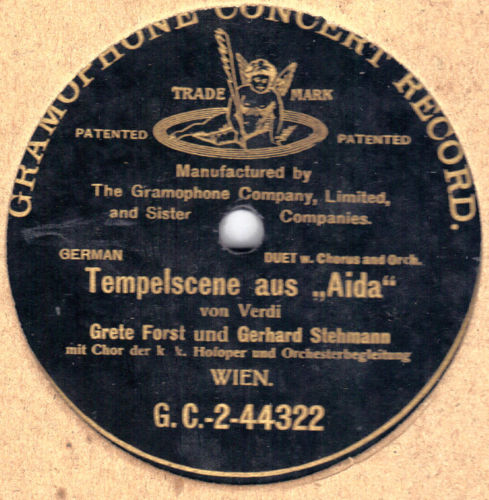 GRAMOPHONE CONCERT RECORD.
TRADE MARK
PATENTED PATENTED
Manufactured by
The Gramophone Company, Limited,
and Sister Companies.
GERMAN DUET w. Chorus and Orch.
Tempelscene aus „Aida“
von Verdi
Grete Forst und Gerhard Stehmann
mit Chor der k k. Hofoper und Orchesterbegleitung
WIEN.
G.C.-2-44322